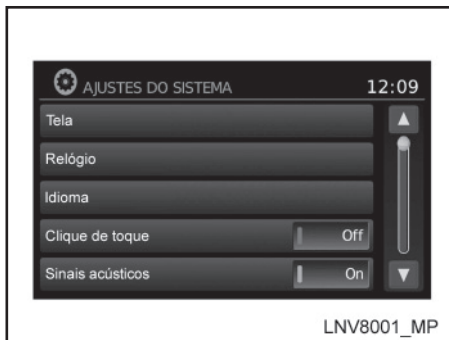 AJUSTES DO SISTEMA 12:09
Tela
Relógio
Idioma
Clique de toque Off
Sinais acústicos On
LNV8001_MP